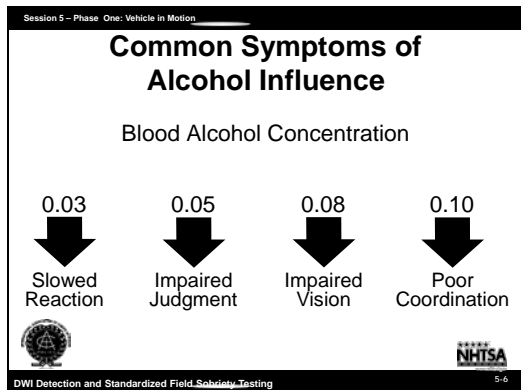 Session 5 – Phase One: Vehicle in Motion
Common Symptoms of
Alcohol Influence
Blood Alcohol Concentration
0.03 0.05 0.08 0.10
Slowed Impaired Impaired Poor
Reaction Judgment Vision Coordination
NHTSA
DWI Detection and Standardized Field Sobriety Testing 5-6